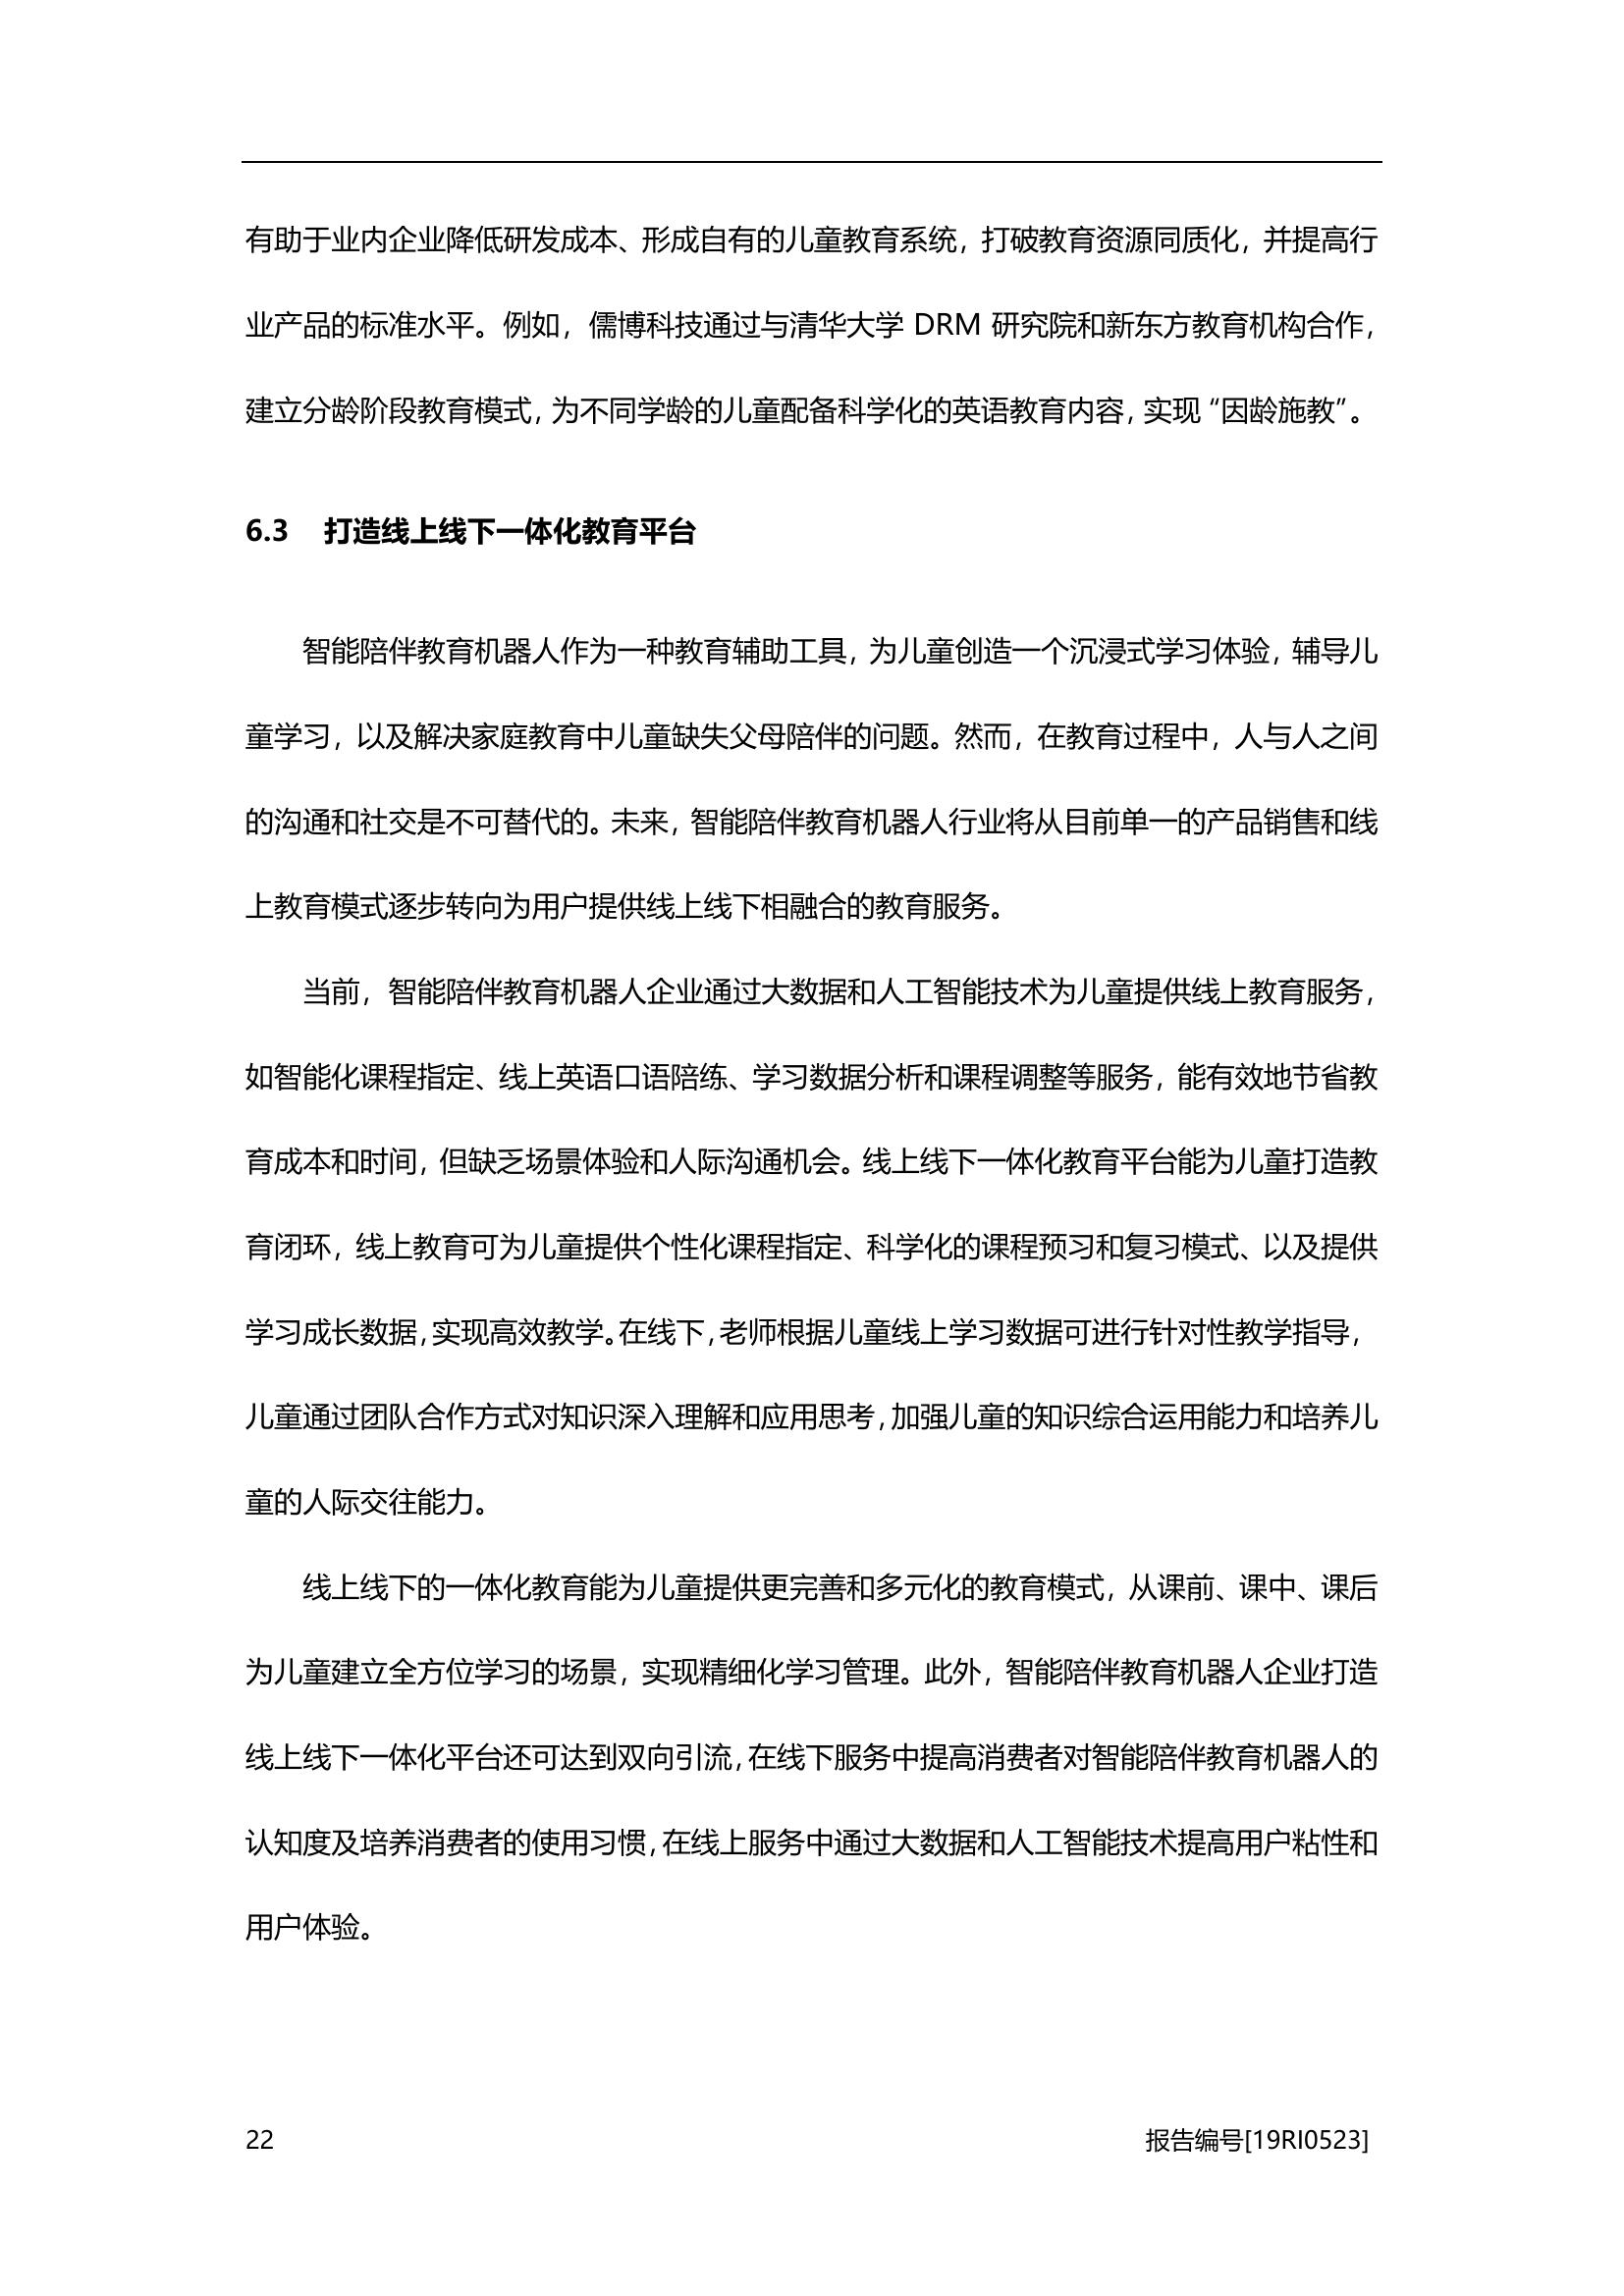 有助于业内企业降低研发成本、形成自有的儿童教育系统，打破教育资源同质化，并提高行
业产品的标准水平。例如，儒博科技通过与清华大学 DRM 研究院和新东方教育机构合作，
建立分龄阶段教育模式，为不同学龄的儿童配备科学化的英语教育内容，实现“因龄施教”。
6.3 打造线上线下一体化教育平台
智能陪伴教育机器人作为一种教育辅助工具，为儿童创造一个沉浸式学习体验，辅导儿
童学习，以及解决家庭教育中儿童缺失父母陪伴的问题。然而，在教育过程中，人与人之间
的沟通和社交是不可替代的。未来，智能陪伴教育机器人行业将从目前单一的产品销售和线
上教育模式逐步转向为用户提供线上线下相融合的教育服务。
当前，智能陪伴教育机器人企业通过大数据和人工智能技术为儿童提供线上教育服务，
如智能化课程指定、线上英语口语陪练、学习数据分析和课程调整等服务，能有效地节省教
育成本和时间，但缺乏场景体验和人际沟通机会。线上线下一体化教育平台能为儿童打造教
育闭环，线上教育可为儿童提供个性化课程指定、科学化的课程预习和复习模式、以及提供
学习成长数据，实现高效教学。在线下，老师根据儿童线上学习数据可进行针对性教学指导，
儿童通过团队合作方式对知识深入理解和应用思考，加强儿童的知识综合运用能力和培养儿
童的人际交往能力。
线上线下的一体化教育能为儿童提供更完善和多元化的教育模式，从课前、课中、课后
为儿童建立全方位学习的场景，实现精细化学习管理。此外，智能陪伴教育机器人企业打造
线上线下一体化平台还可达到双向引流，在线下服务中提高消费者对智能陪伴教育机器人的
认知度及培养消费者的使用习惯，在线上服务中通过大数据和人工智能技术提高用户粘性和
用户体验。
22 报告编号[19RI0523]